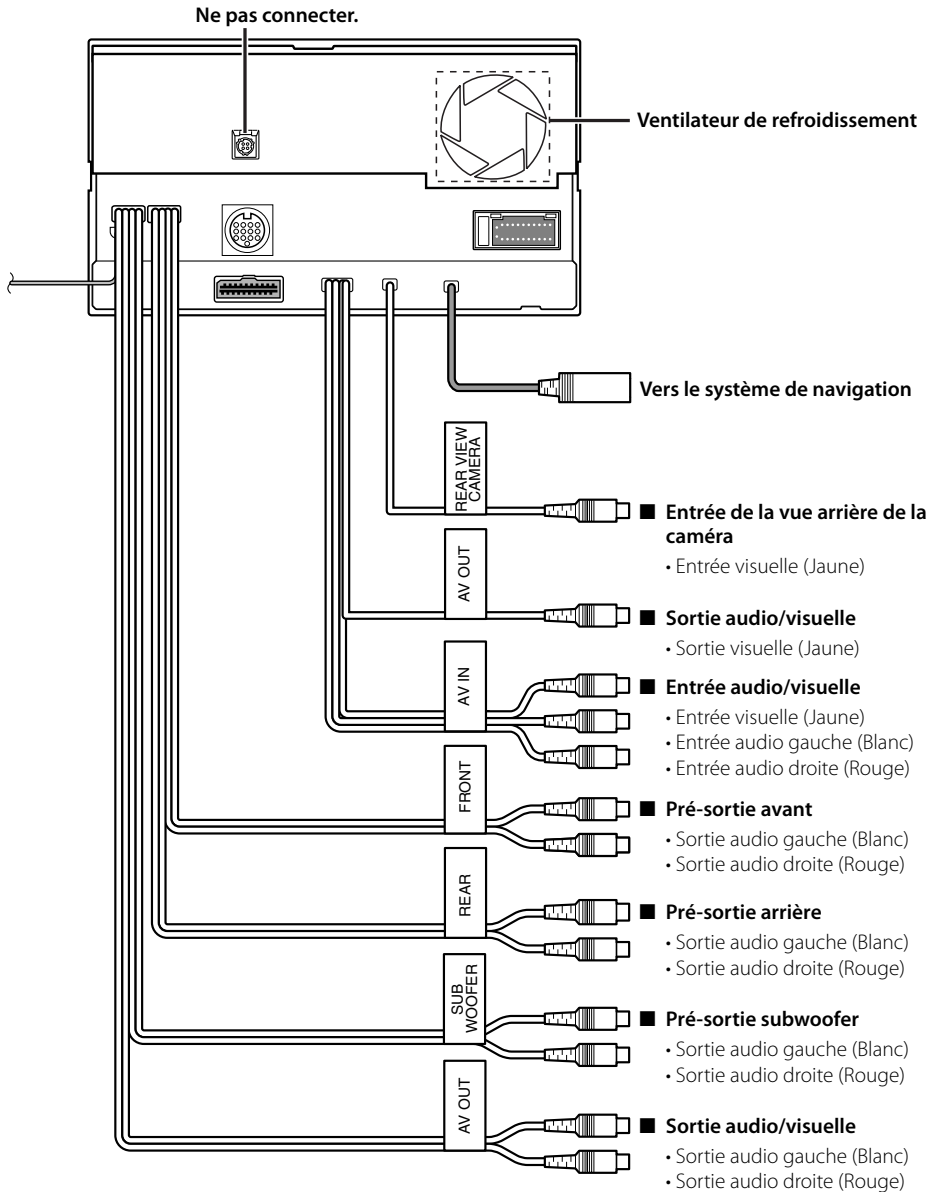 Ne pas connecter.
Ventilateur de refroidissement
Vers le système de navigation
REAR VIEW
CAMERA
■ Entrée de la vue arrière de la
caméra
• Entrée visuelle (Jaune)
AV OUT
■ Sortie audio/visuelle
• Sortie visuelle (Jaune)
AV IN
■ Entrée audio/visuelle
• Entrée visuelle (Jaune)
• Entrée audio gauche (Blanc)
• Entrée audio droite (Rouge)
FRONT
■ Pré-sortie avant
• Sortie audio gauche (Blanc)
• Sortie audio droite (Rouge)
REAR
■ Pré-sortie arrière
• Sortie audio gauche (Blanc)
• Sortie audio droite (Rouge)
SUB
WOOFER
■ Pré-sortie subwoofer
• Sortie audio gauche (Blanc)
• Sortie audio droite (Rouge)
AV OUT
■ Sortie audio/visuelle
• Sortie audio gauche (Blanc)
• Sortie audio droite (Rouge)